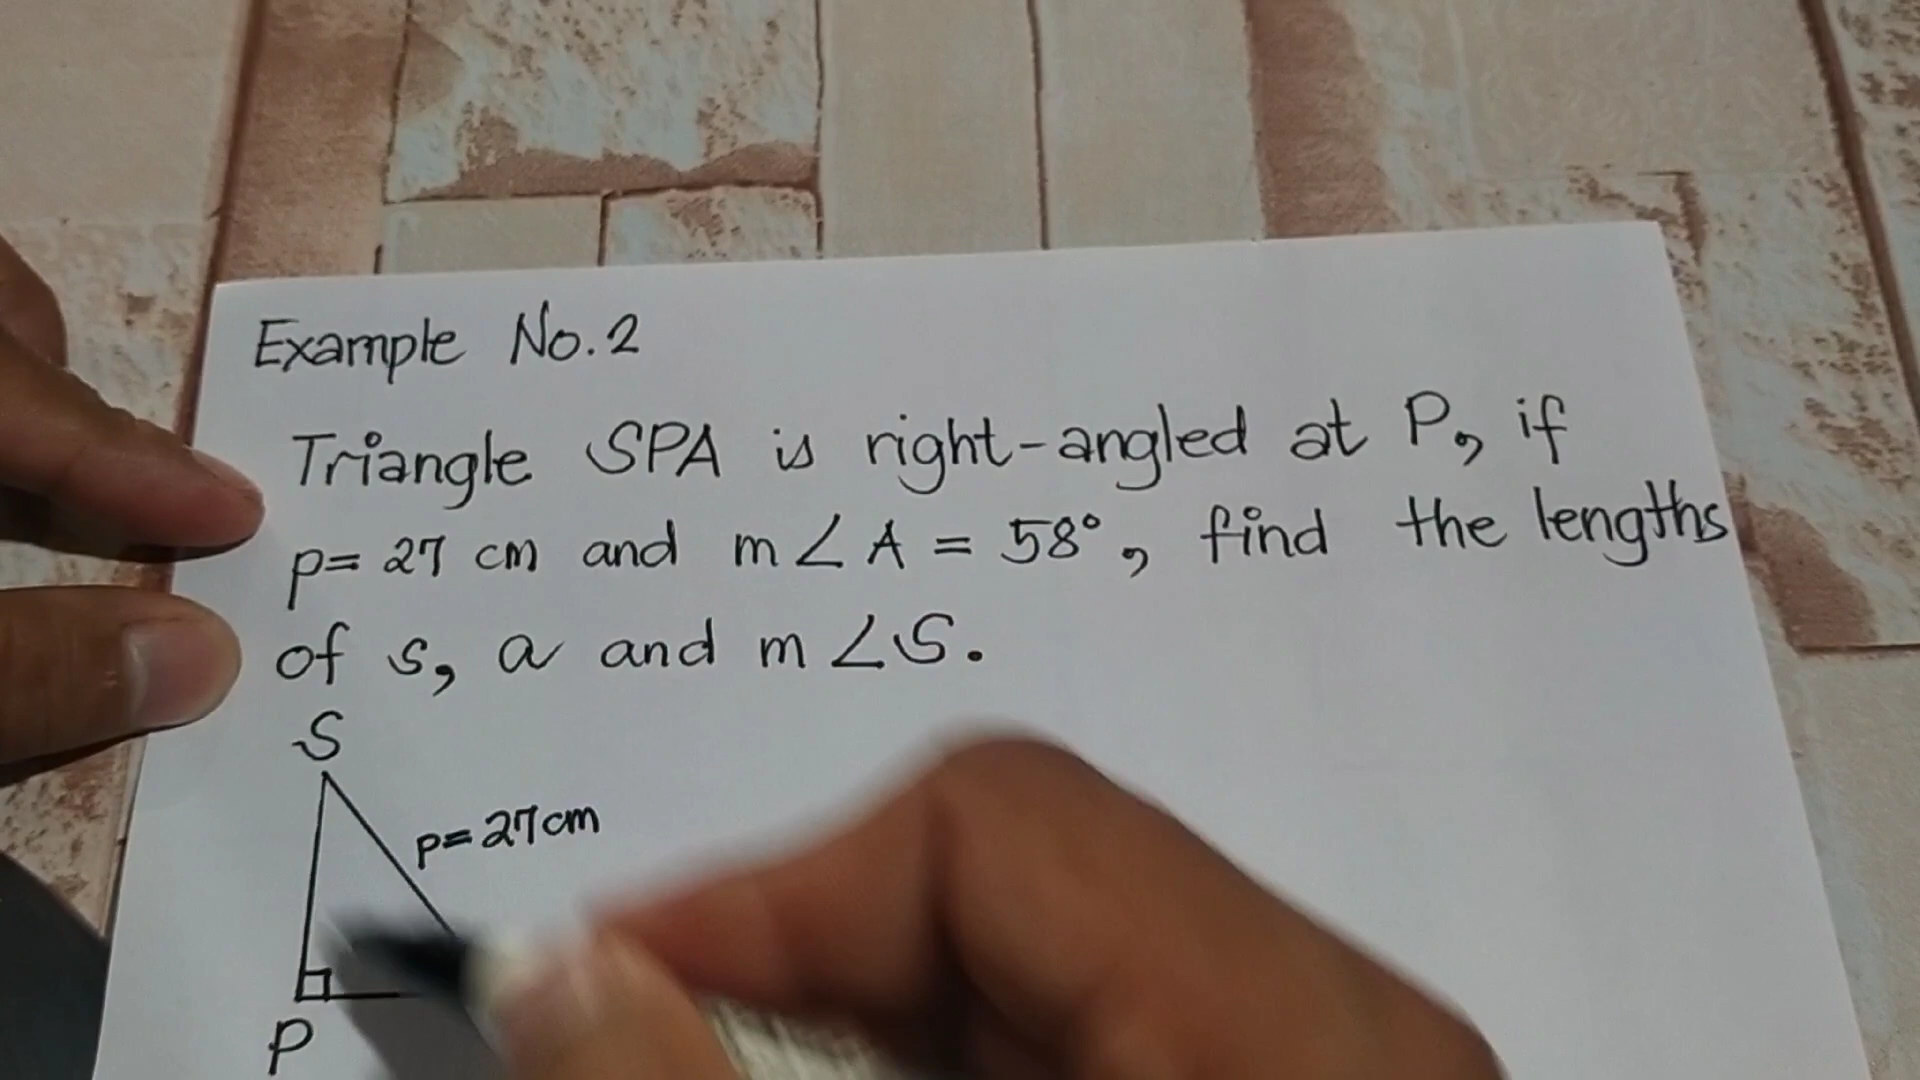 Example No.2
Triangle SPA is right-angled at P, if
p= 27 cm and m∠A = 58°, find the lengths
of s, a and m∠S.
S
p=27cm
P